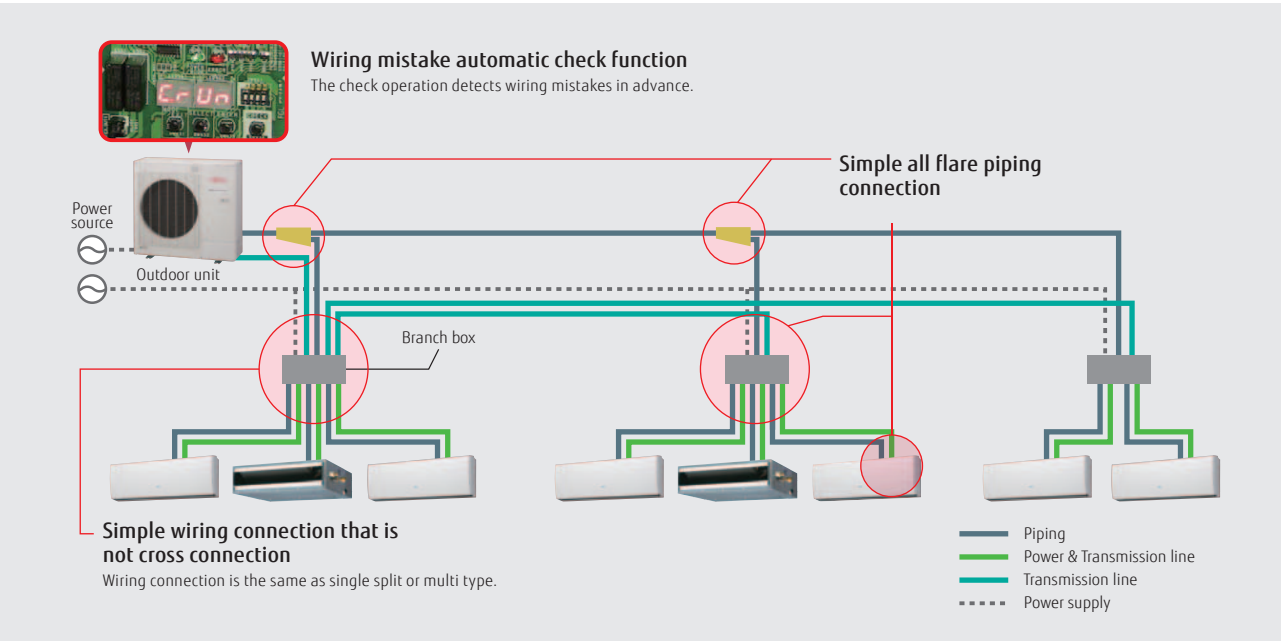 Wiring mistake automatic check function
The check operation detects wiring mistakes in advance.
Cr Un
Simple all flare piping
connection
Power
source
Outdoor unit
Branch box
Simple wiring connection that is
not cross connection
Wiring connection is the same as single split or multi type.
Piping
Power & Transmission line
Transmission line
Power supply